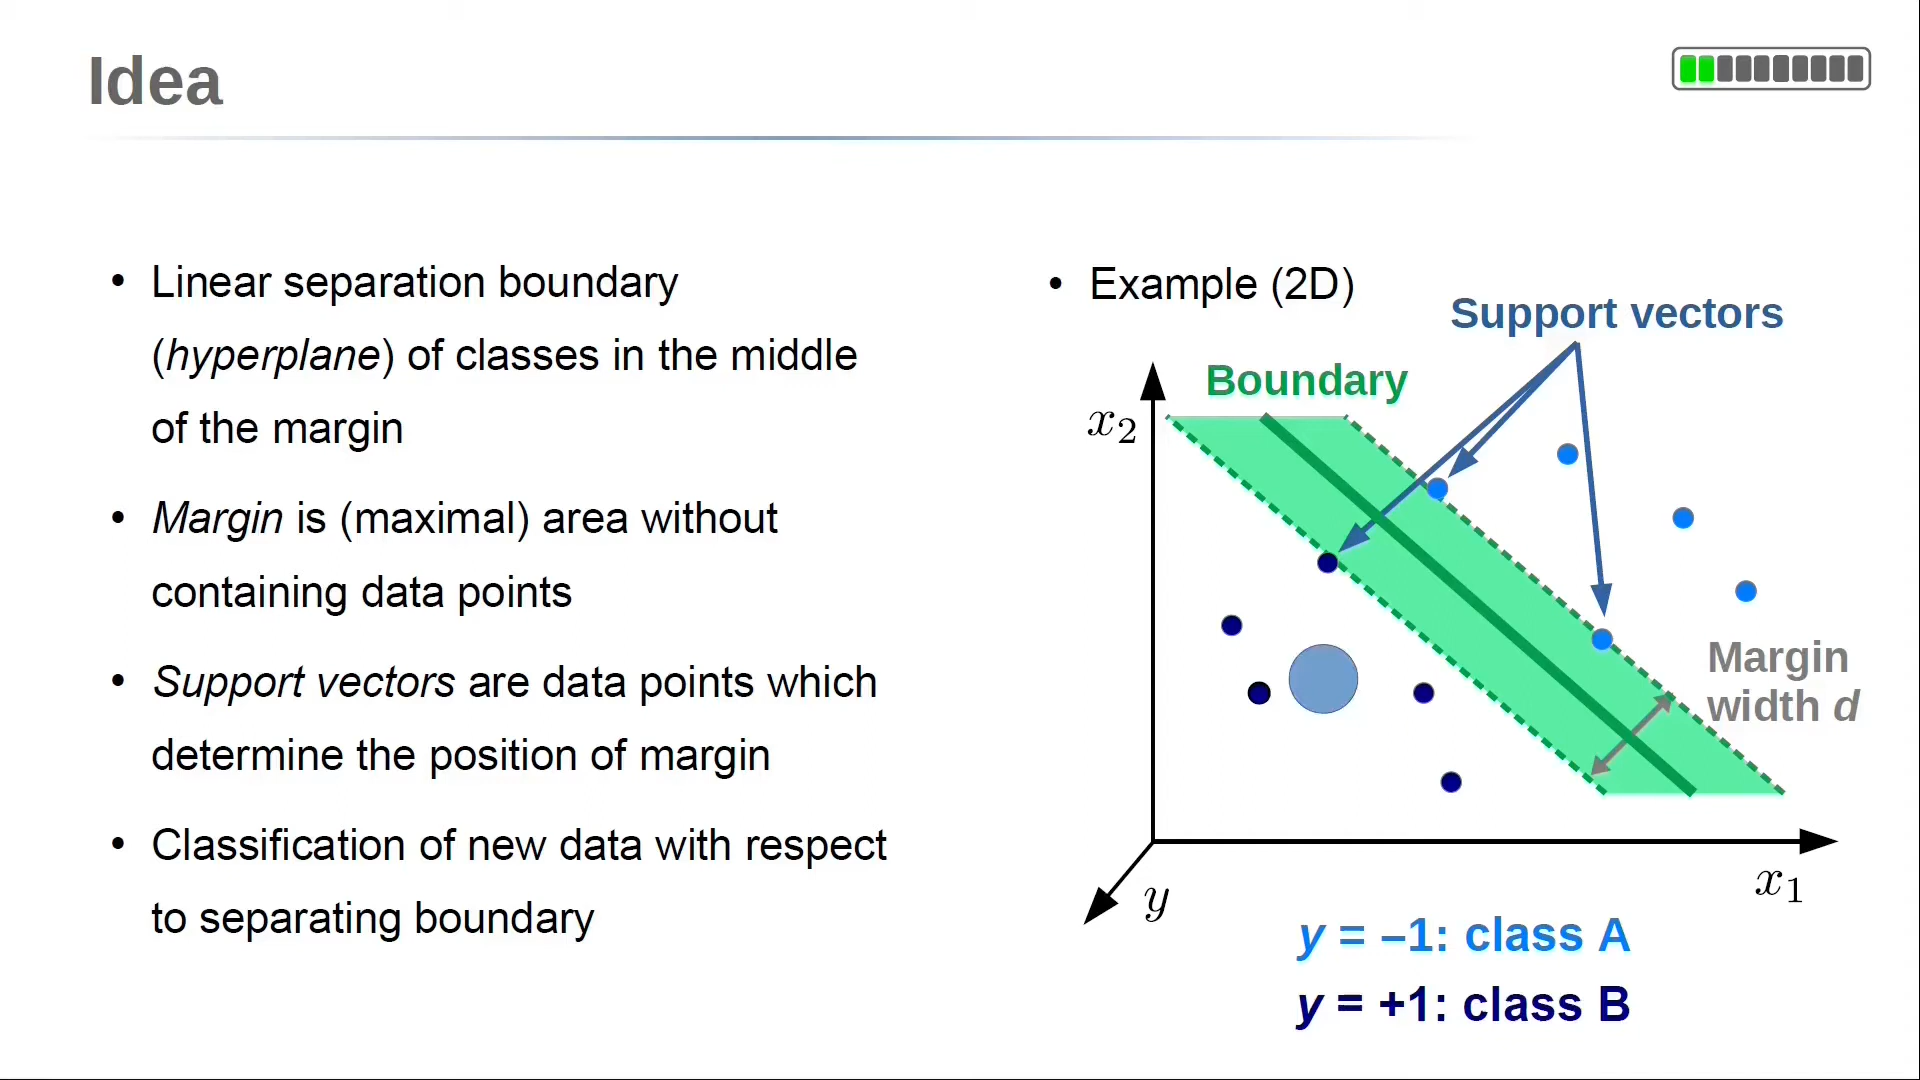 Idea
• Linear separation boundary
(hyperplane) of classes in the middle
of the margin
• Margin is (maximal) area without
containing data points
• Support vectors are data points which
determine the position of margin
• Classification of new data with respect
to separating boundary
• Example (2D)
Support vectors
Boundary
x₂
Margin
width d
x₁
y
y = –1: class A
y = +1: class B